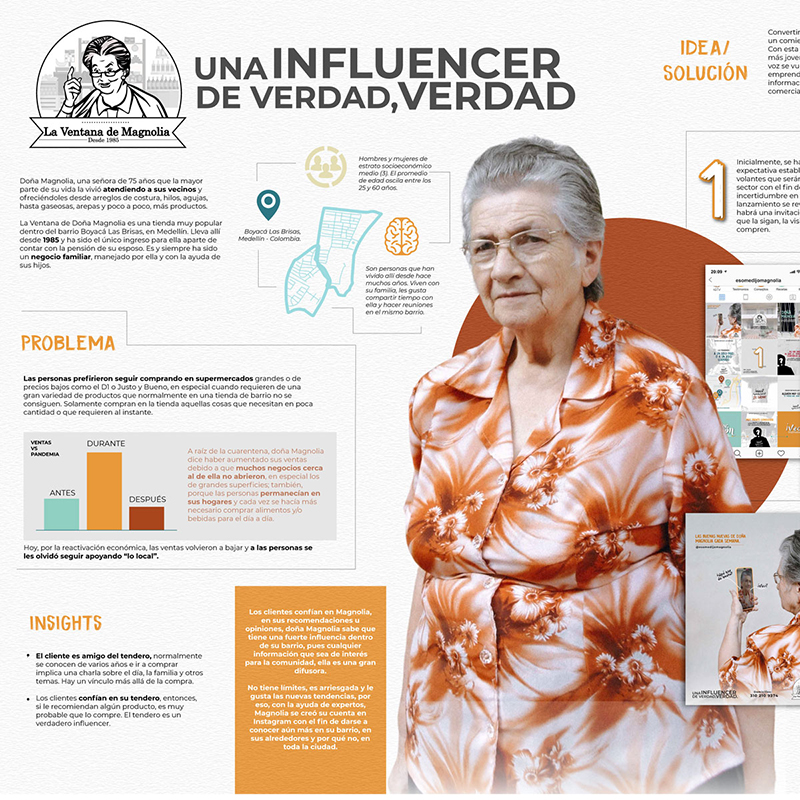 La Ventana de Magnolia
Desde 1985
UNA INFLUENCER
DE VERDAD, VERDAD
Doña Magnolia, una señora de 75 años que la mayor
parte de su vida la vivió atendiendo a sus vecinos y
ofreciéndoles desde arreglos de costura, hilos, agujas,
hasta gaseosas, arepas y poco a poco, más productos.
La Ventana de Doña Magnolia es una tienda muy popular
dentro del barrio Boyacá Las Brisas, en Medellín. Lleva allí
desde 1985 y ha sido el único ingreso para ella aparte
de contar con la pensión de su esposo. Es y siempre ha sido
un negocio familiar, manejado por ella y con la ayuda de
sus hijos.
Hombres y mujeres de
estrato socioeconómico
medio (3). El promedio
de edad oscila entre los
25 y 60 años.
Boyacá Las Brisas,
Medellín - Colombia.
Son personas que han
vivido allí desde hace
muchos años. Viven con
su familia, les gusta
compartir tiempo con
ella y hacer reuniones
en el mismo barrio.
PROBLEMA
Las personas prefirieron seguir comprando en supermercados grandes o de
precios bajos como el D1 o Justo y Bueno, en especial cuando requieren de una
gran variedad de productos que normalmente en una tienda de barrio no se
consiguen. Solamente compran en la tienda aquellas cosas que necesitan en poca
cantidad o que requieren al instante.
VENTAS
VS
PANDEMIA
ANTES
DURANTE
DESPUÉS
A raíz de la cuarentena, doña Magnolia
dice haber aumentado sus ventas
debido a que muchos negocios cerca
al de ella no abrieron, en especial los
de grandes superficies; también,
porque las personas permanecían en
sus hogares y cada vez se hacía más
necesario comprar alimentos y/o
bebidas para el día a día.
Hoy, por la reactivación económica, las ventas volvieron a bajar y a las personas se
les olvidó seguir apoyando “lo local”.
INSIGHTS
• El cliente es amigo del tendero, normalmente
se conocen de varios años e ir a comprar
implica una charla sobre el día, la familia y otros
temas. Hay un vínculo más allá de la compra.
• Los clientes confían en su tendero, entonces,
si le recomiendan algún producto, es muy
probable que lo compre. El tendero es un
verdadero influencer.
Los clientes confían en Magnolia,
en sus recomendaciones u
opiniones, doña Magnolia sabe que
tiene una fuerte influencia dentro
de su barrio, pues cualquier
información que sea de interés
para la comunidad, ella es una gran
difusora.
No tiene límites, es arriesgada y le
gusta las nuevas tendencias, por
eso, con la ayuda de expertos,
Magnolia se creó su cuenta en
Instagram con el fin de darse a
conocer aún más en su barrio, en
sus alrededores y por qué no, en
toda la ciudad.
IDEA/
SOLUCIÓN
Convertir
un comie
Con esta
más jove
voz se vu
emprend
informac
comercia
1
Inicialmente, se ha
expectativa establ
volantes que serán
sector con el fin d
incertidumbre en
lanzamiento se re
habrá una invitaci
que la sigan, la vis
compren.
20:09
esomedijomagnolia
LAS BUENAS NUEVAS DE DOÑA
MAGNOLIA CADA SEMANA.
@esomedijomagnolia
UNA INFLUENCER
DE VERDAD, VERDAD
310 210 9274